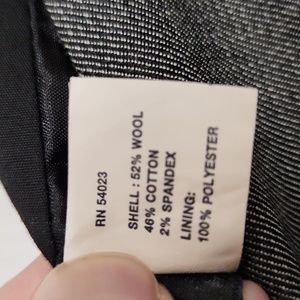 RN 54023
SHELL : 52% WOOL
46% COTTON
2% SPANDEX
LINING:
100% POLYESTER